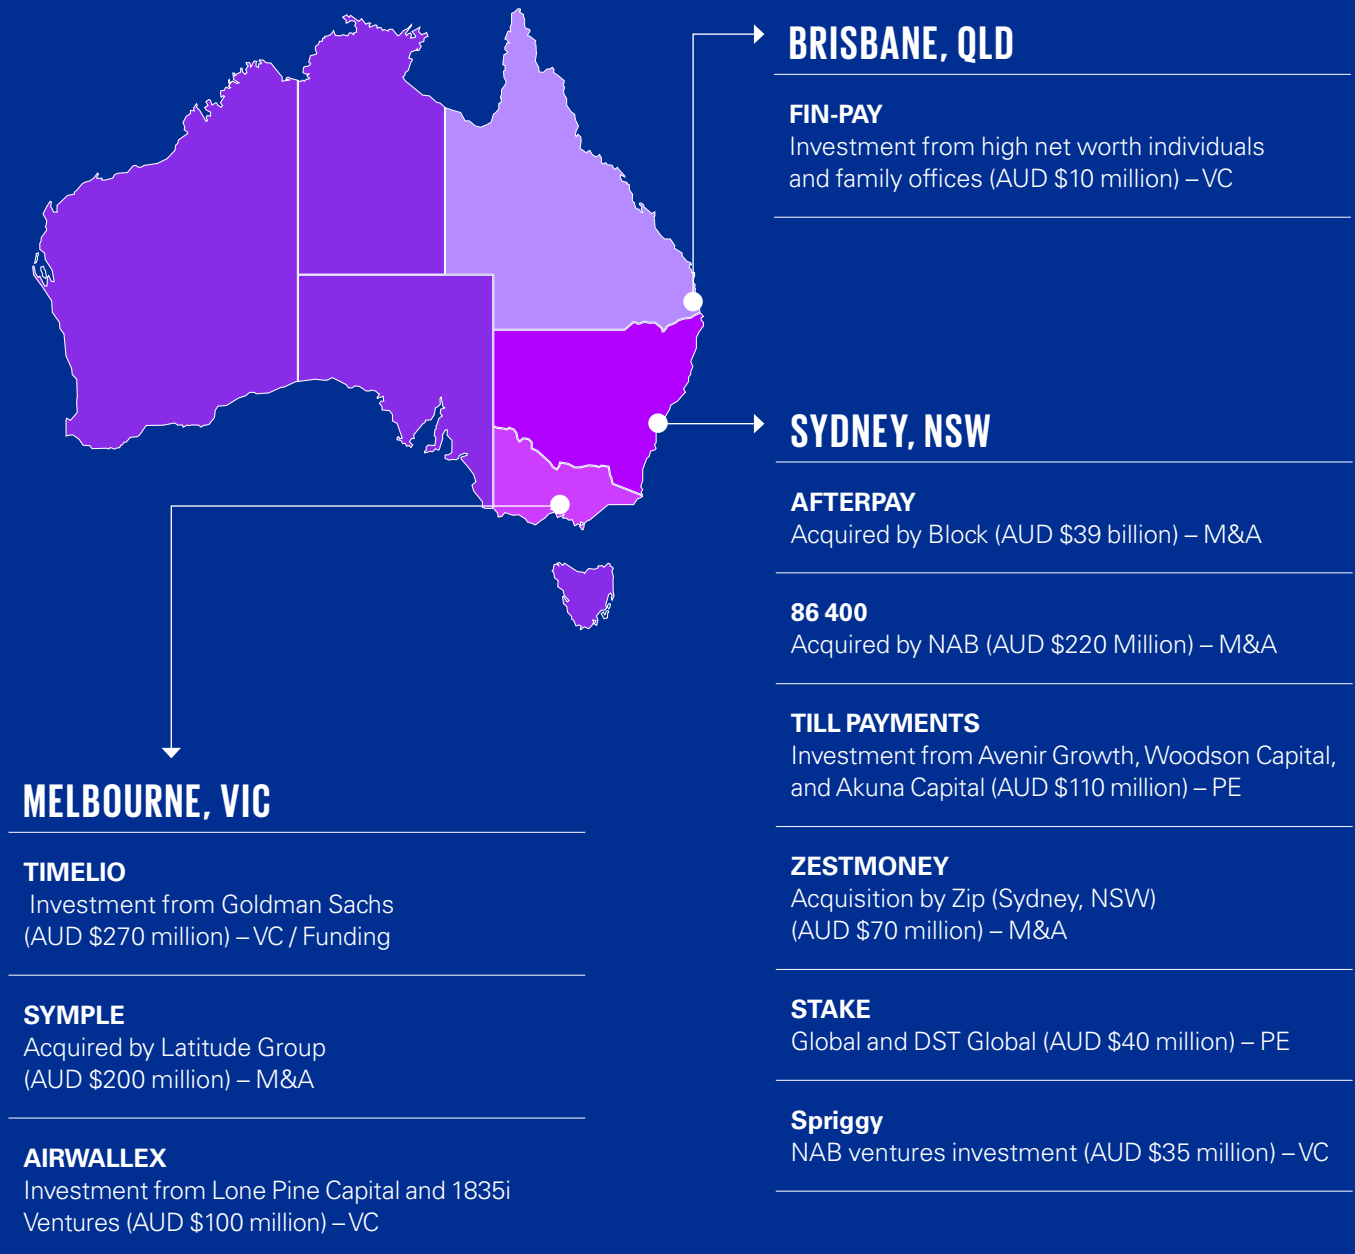 BRISBANE, QLD
FIN-PAY
Investment from high net worth individuals
and family offices (AUD $10 million) – VC
SYDNEY, NSW
AFTERPAY
Acquired by Block (AUD $39 billion) – M&A
86 400
Acquired by NAB (AUD $220 Million) – M&A
TILL PAYMENTS
Investment from Avenir Growth, Woodson Capital,
and Akuna Capital (AUD $110 million) – PE
ZESTMONEY
Acquisition by Zip (Sydney, NSW)
(AUD $70 million) – M&A
STAKE
Global and DST Global (AUD $40 million) – PE
Spriggy
NAB ventures investment (AUD $35 million) – VC
MELBOURNE, VIC
TIMELIO
Investment from Goldman Sachs
(AUD $270 million) – VC / Funding
SYMPLE
Acquired by Latitude Group
(AUD $200 million) – M&A
AIRWALLEX
Investment from Lone Pine Capital and 1835i
Ventures (AUD $100 million) – VC